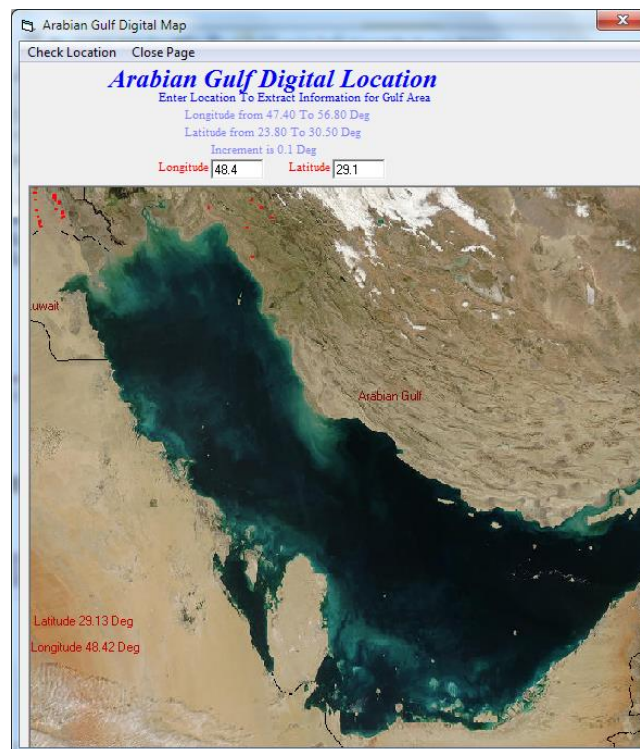 Arabian Gulf Digital Map
Check Location Close Page
Arabian Gulf Digital Location
Enter Location To Extract Information for Gulf Area
Longitude from 47.40 To 56.80 Deg
Latitude from 23.80 To 30.50 Deg
Increment is 0.1 Deg
Longitude 48.4 Latitude 29.1
uwait
Arabian Gulf
Latitude 29.13 Deg
Longitude 48.42 Deg